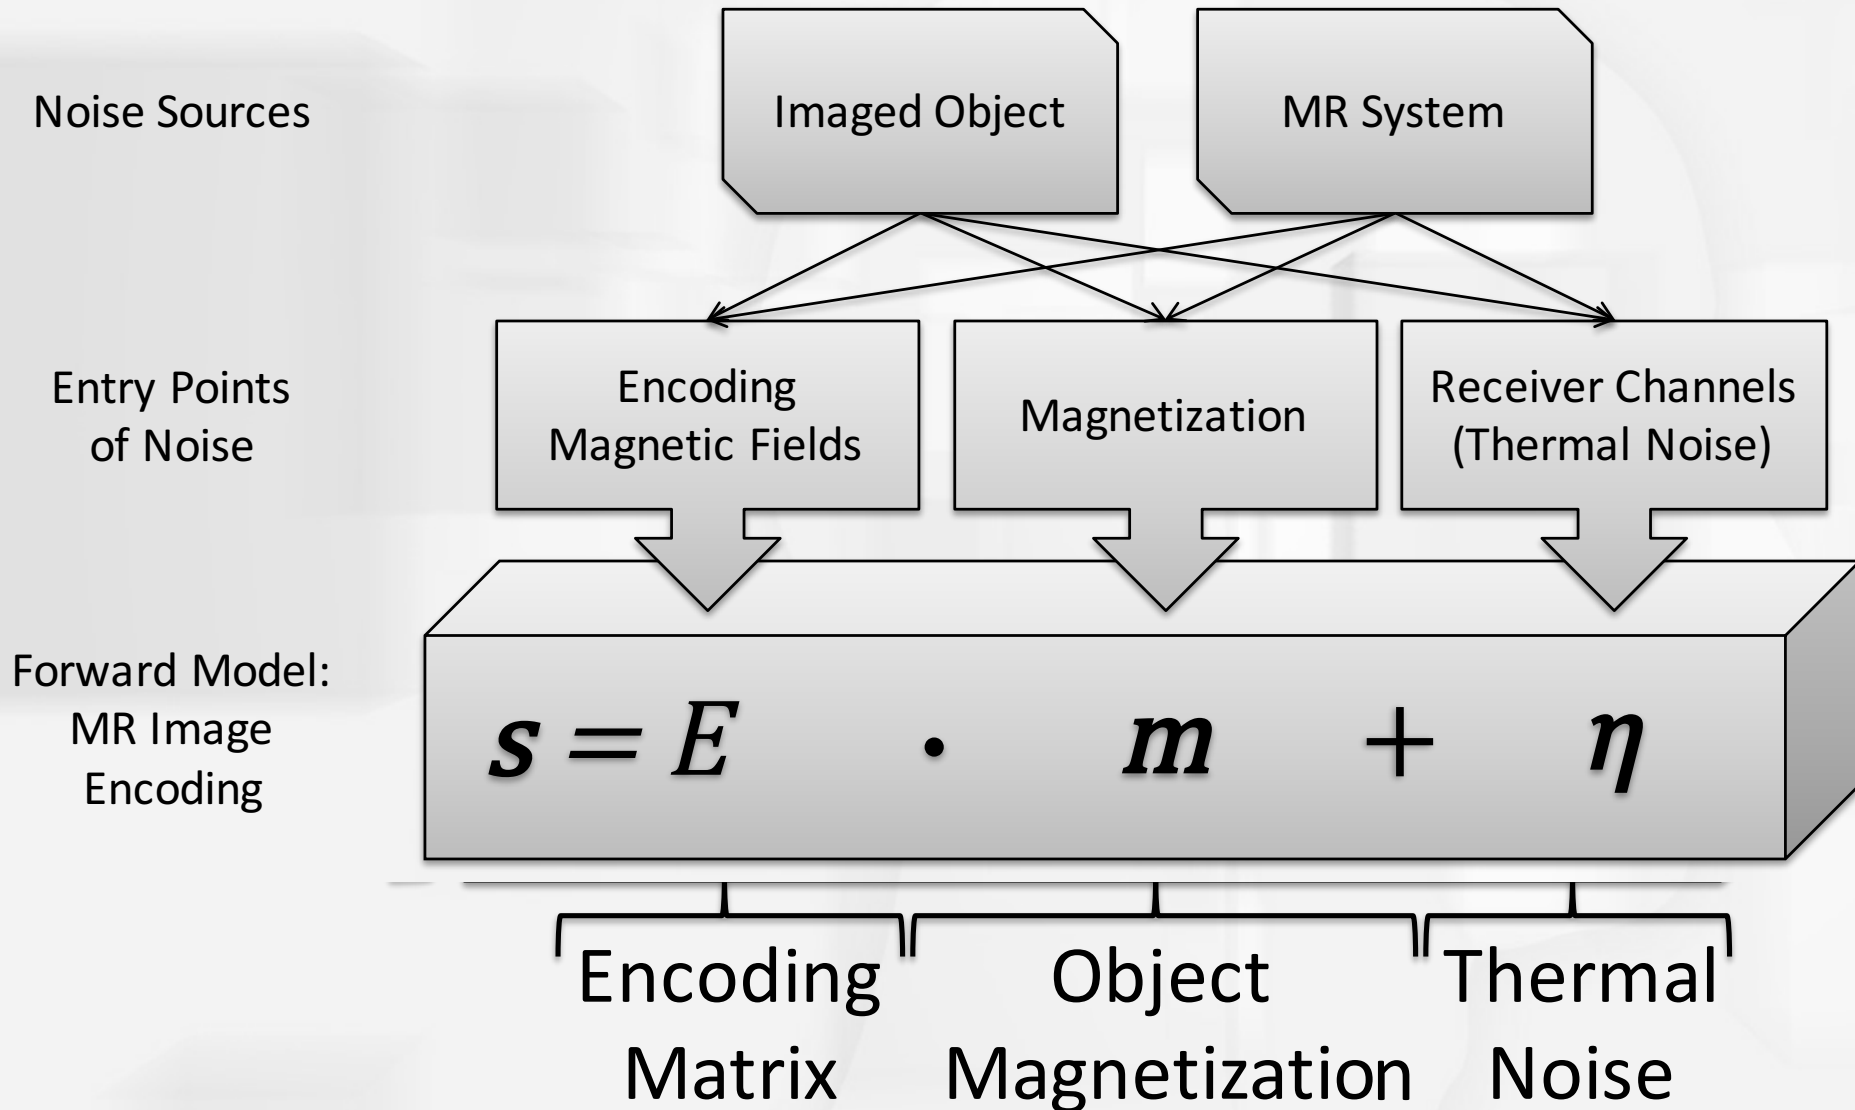 Noise Sources
Imaged Object
MR System
Entry Points
of Noise
Encoding
Magnetic Fields
Magnetization
Receiver Channels
(Thermal Noise)
Forward Model:
MR Image
Encoding
s = E · m + η
Encoding
Matrix
Object
Magnetization
Thermal
Noise